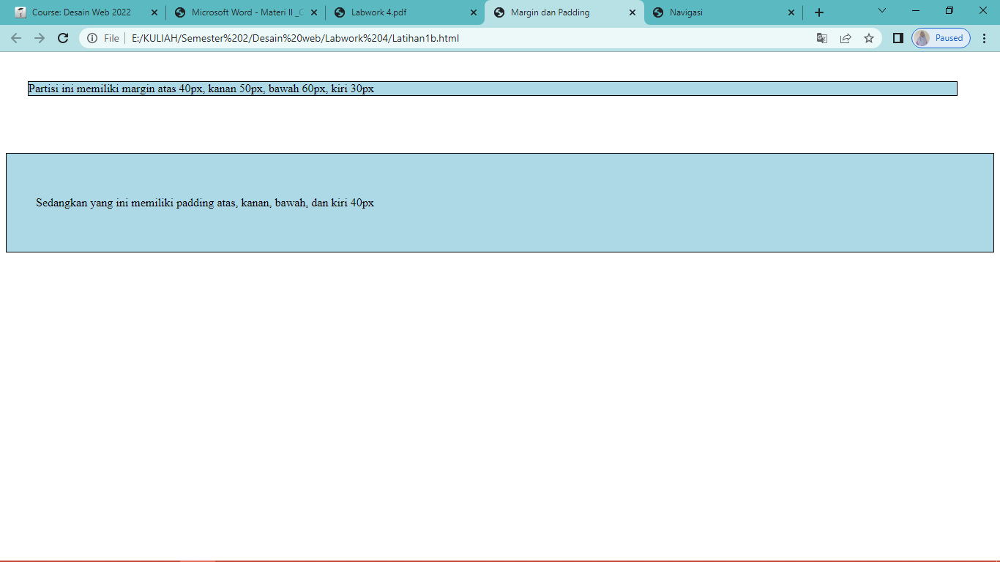 Course: Desain Web 2022
Microsoft Word - Materi II _C
Labwork 4.pdf
Margin dan Padding
Navigasi
File
E:/KULIAH/Semester%202/Desain%20web/Labwork%204/Latihan1b.html
Paused
Partisi ini memiliki margin atas 40px, kanan 50px, bawah 60px, kiri 30px
Sedangkan yang ini memiliki padding atas, kanan, bawah, dan kiri 40px